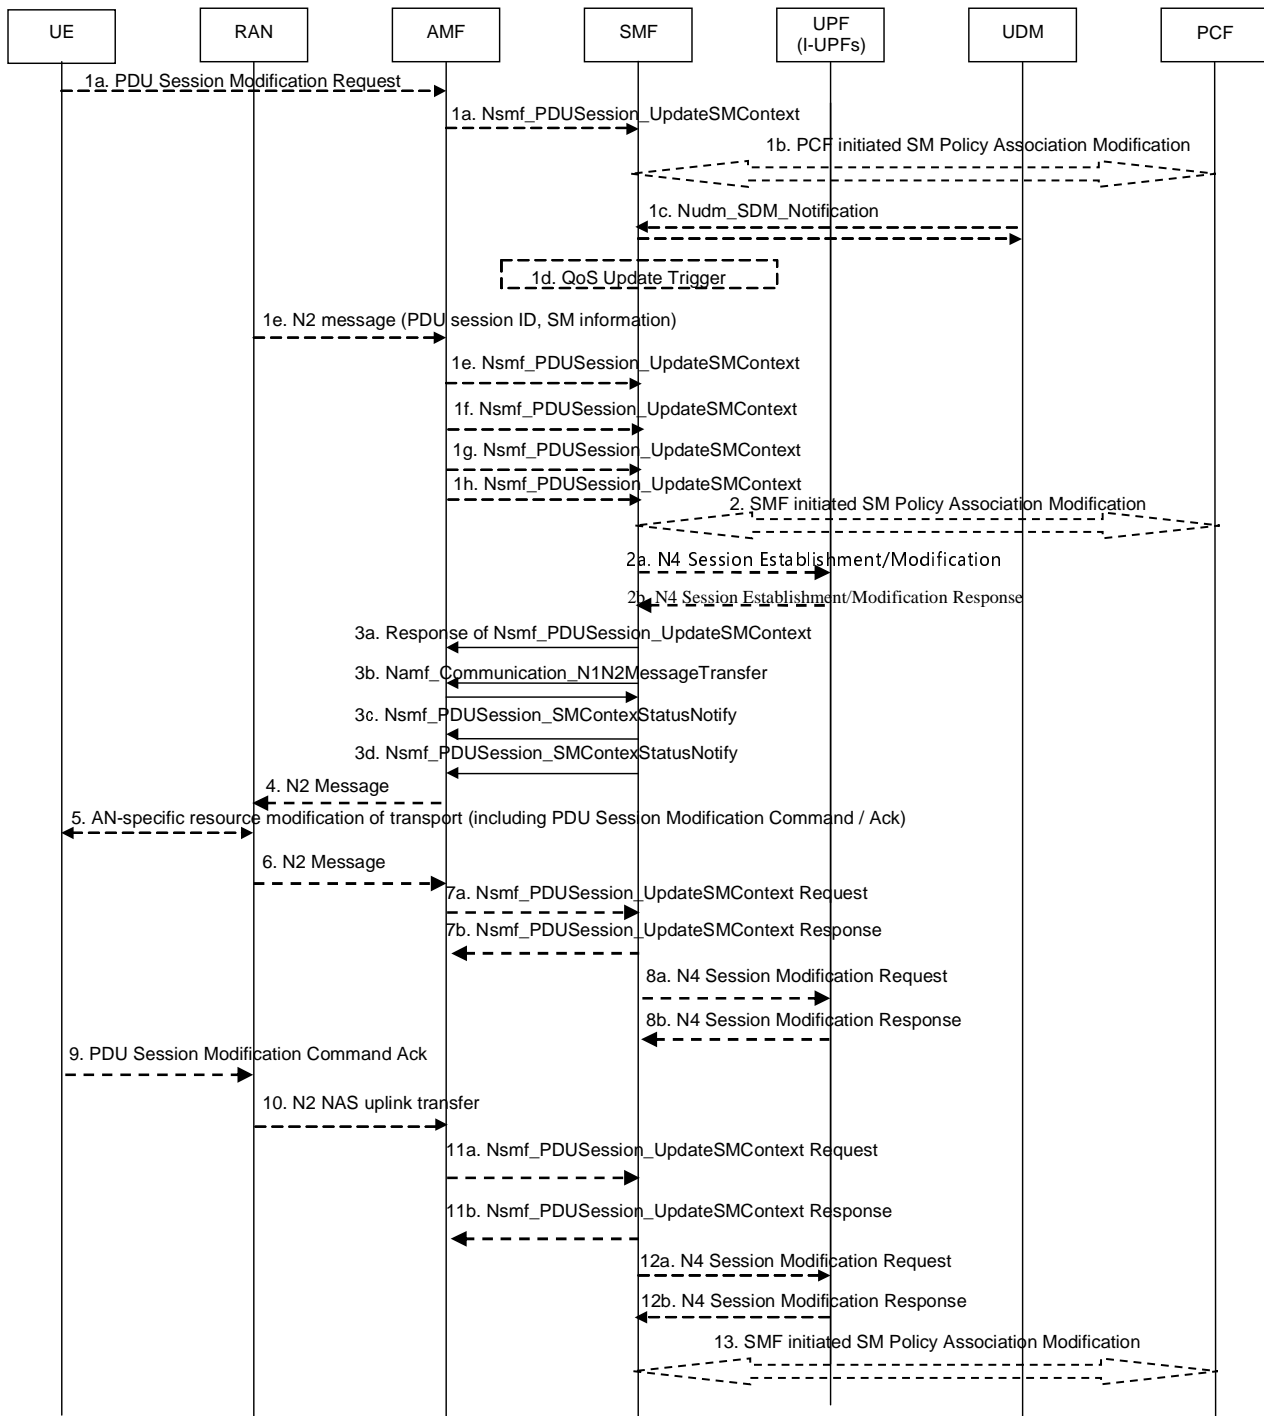 UE
RAN
AMF
SMF
UPF
(I-UPFs)
UDM
PCF
1a. PDU Session Modification Request
1a. Nsmf_PDUSession_UpdateSMContext
1b. PCF initiated SM Policy Association Modification
1c. Nudm_SDM_Notification
1d. QoS Update Trigger
1e. N2 message (PDU session ID, SM information)
1e. Nsmf_PDUSession_UpdateSMContext
1f. Nsmf_PDUSession_UpdateSMContext
1g. Nsmf_PDUSession_UpdateSMContext
1h. Nsmf_PDUSession_UpdateSMContext
2. SMF initiated SM Policy Association Modification
2a. N4 Session Establishment/Modification
2b. N4 Session Establishment/Modification Response
3a. Response of Nsmf_PDUSession_UpdateSMContext
3b. Namf_Communication_N1N2MessageTransfer
3c. Nsmf_PDUSession_SMContexStatusNotify
3d. Nsmf_PDUSession_SMContexStatusNotify
4. N2 Message
5. AN-specific resource modification of transport (including PDU Session Modification Command / Ack)
6. N2 Message
7a. Nsmf_PDUSession_UpdateSMContext Request
7b. Nsmf_PDUSession_UpdateSMContext Response
8a. N4 Session Modification Request
8b. N4 Session Modification Response
9. PDU Session Modification Command Ack
10. N2 NAS uplink transfer
11a. Nsmf_PDUSession_UpdateSMContext Request
11b. Nsmf_PDUSession_UpdateSMContext Response
12a. N4 Session Modification Request
12b. N4 Session Modification Response
13. SMF initiated SM Policy Association Modification